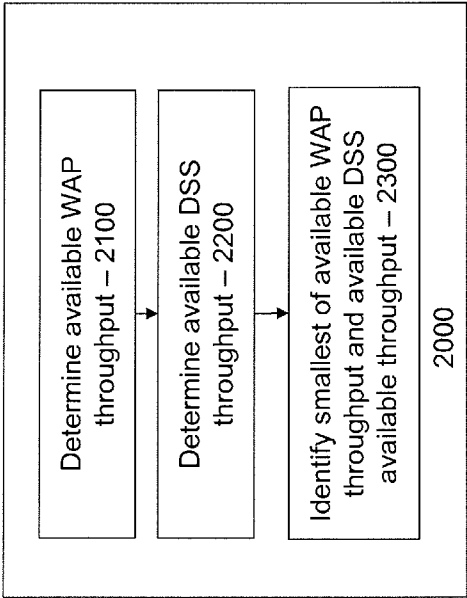 Determine available WAP
throughput – 2100
Determine available DSS
throughput – 2200
Identify smallest of available WAP
throughput and available DSS
available throughput – 2300
2000